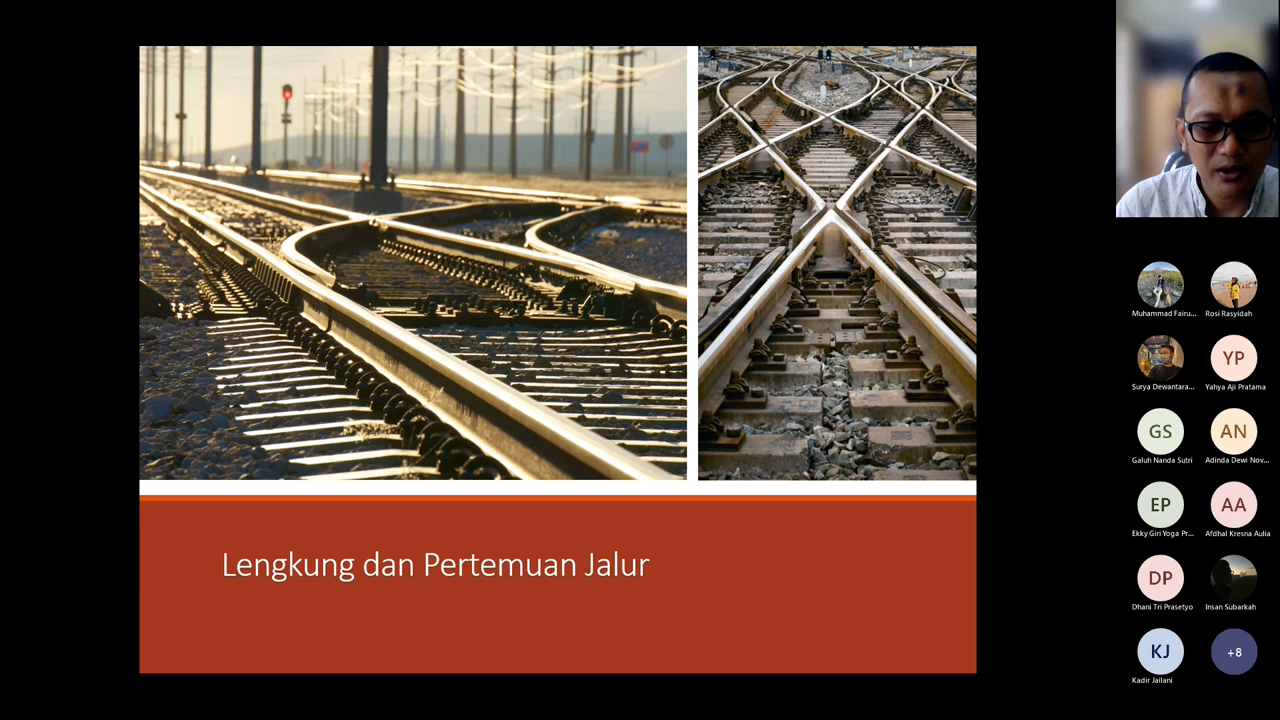 Lengkung dan Pertemuan Jalur
Muhammad Fairu...
Rosi Rasyidah
Surya Dewantara...
YP
Yahya Aji Pratama
GS
Galuh Nanda Sutri
AN
Adinda Dewi Nov...
EP
Ekky Giri Yoga Pr...
AA
Afdhal Kresna Aulia
DP
Dhani Tri Prasetyo
Insan Subarkah
KJ
Kadir Jailani
+8